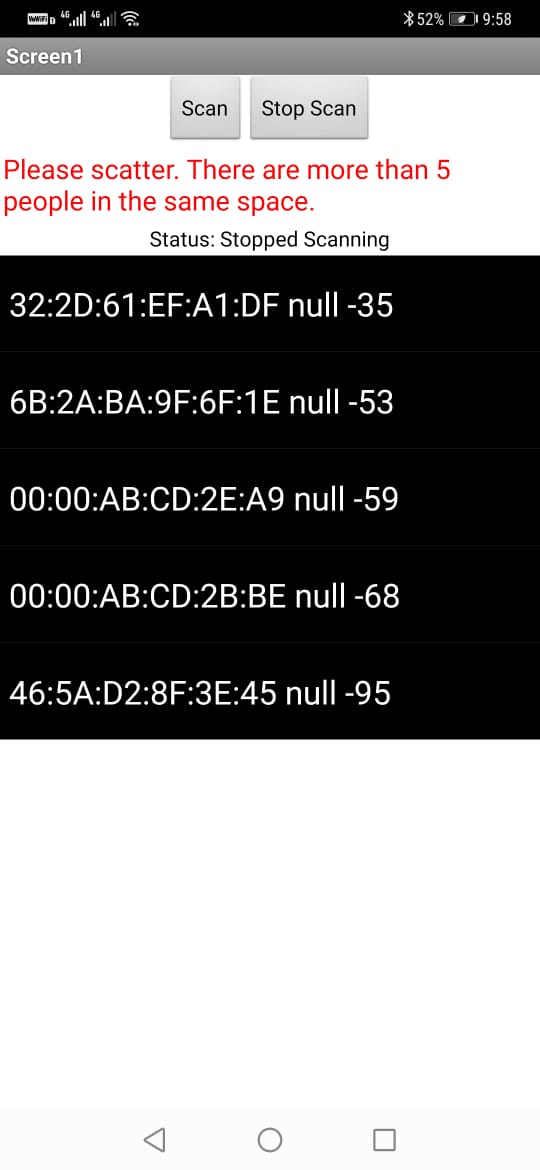 VoWiFi 4G 4G 52% 9:58
Screen1
Scan Stop Scan
Please scatter. There are more than 5
people in the same space.
Status: Stopped Scanning
32:2D:61:EF:A1:DF null -35
6B:2A:BA:9F:6F:1E null -53
00:00:AB:CD:2E:A9 null -59
00:00:AB:CD:2B:BE null -68
46:5A:D2:8F:3E:45 null -95